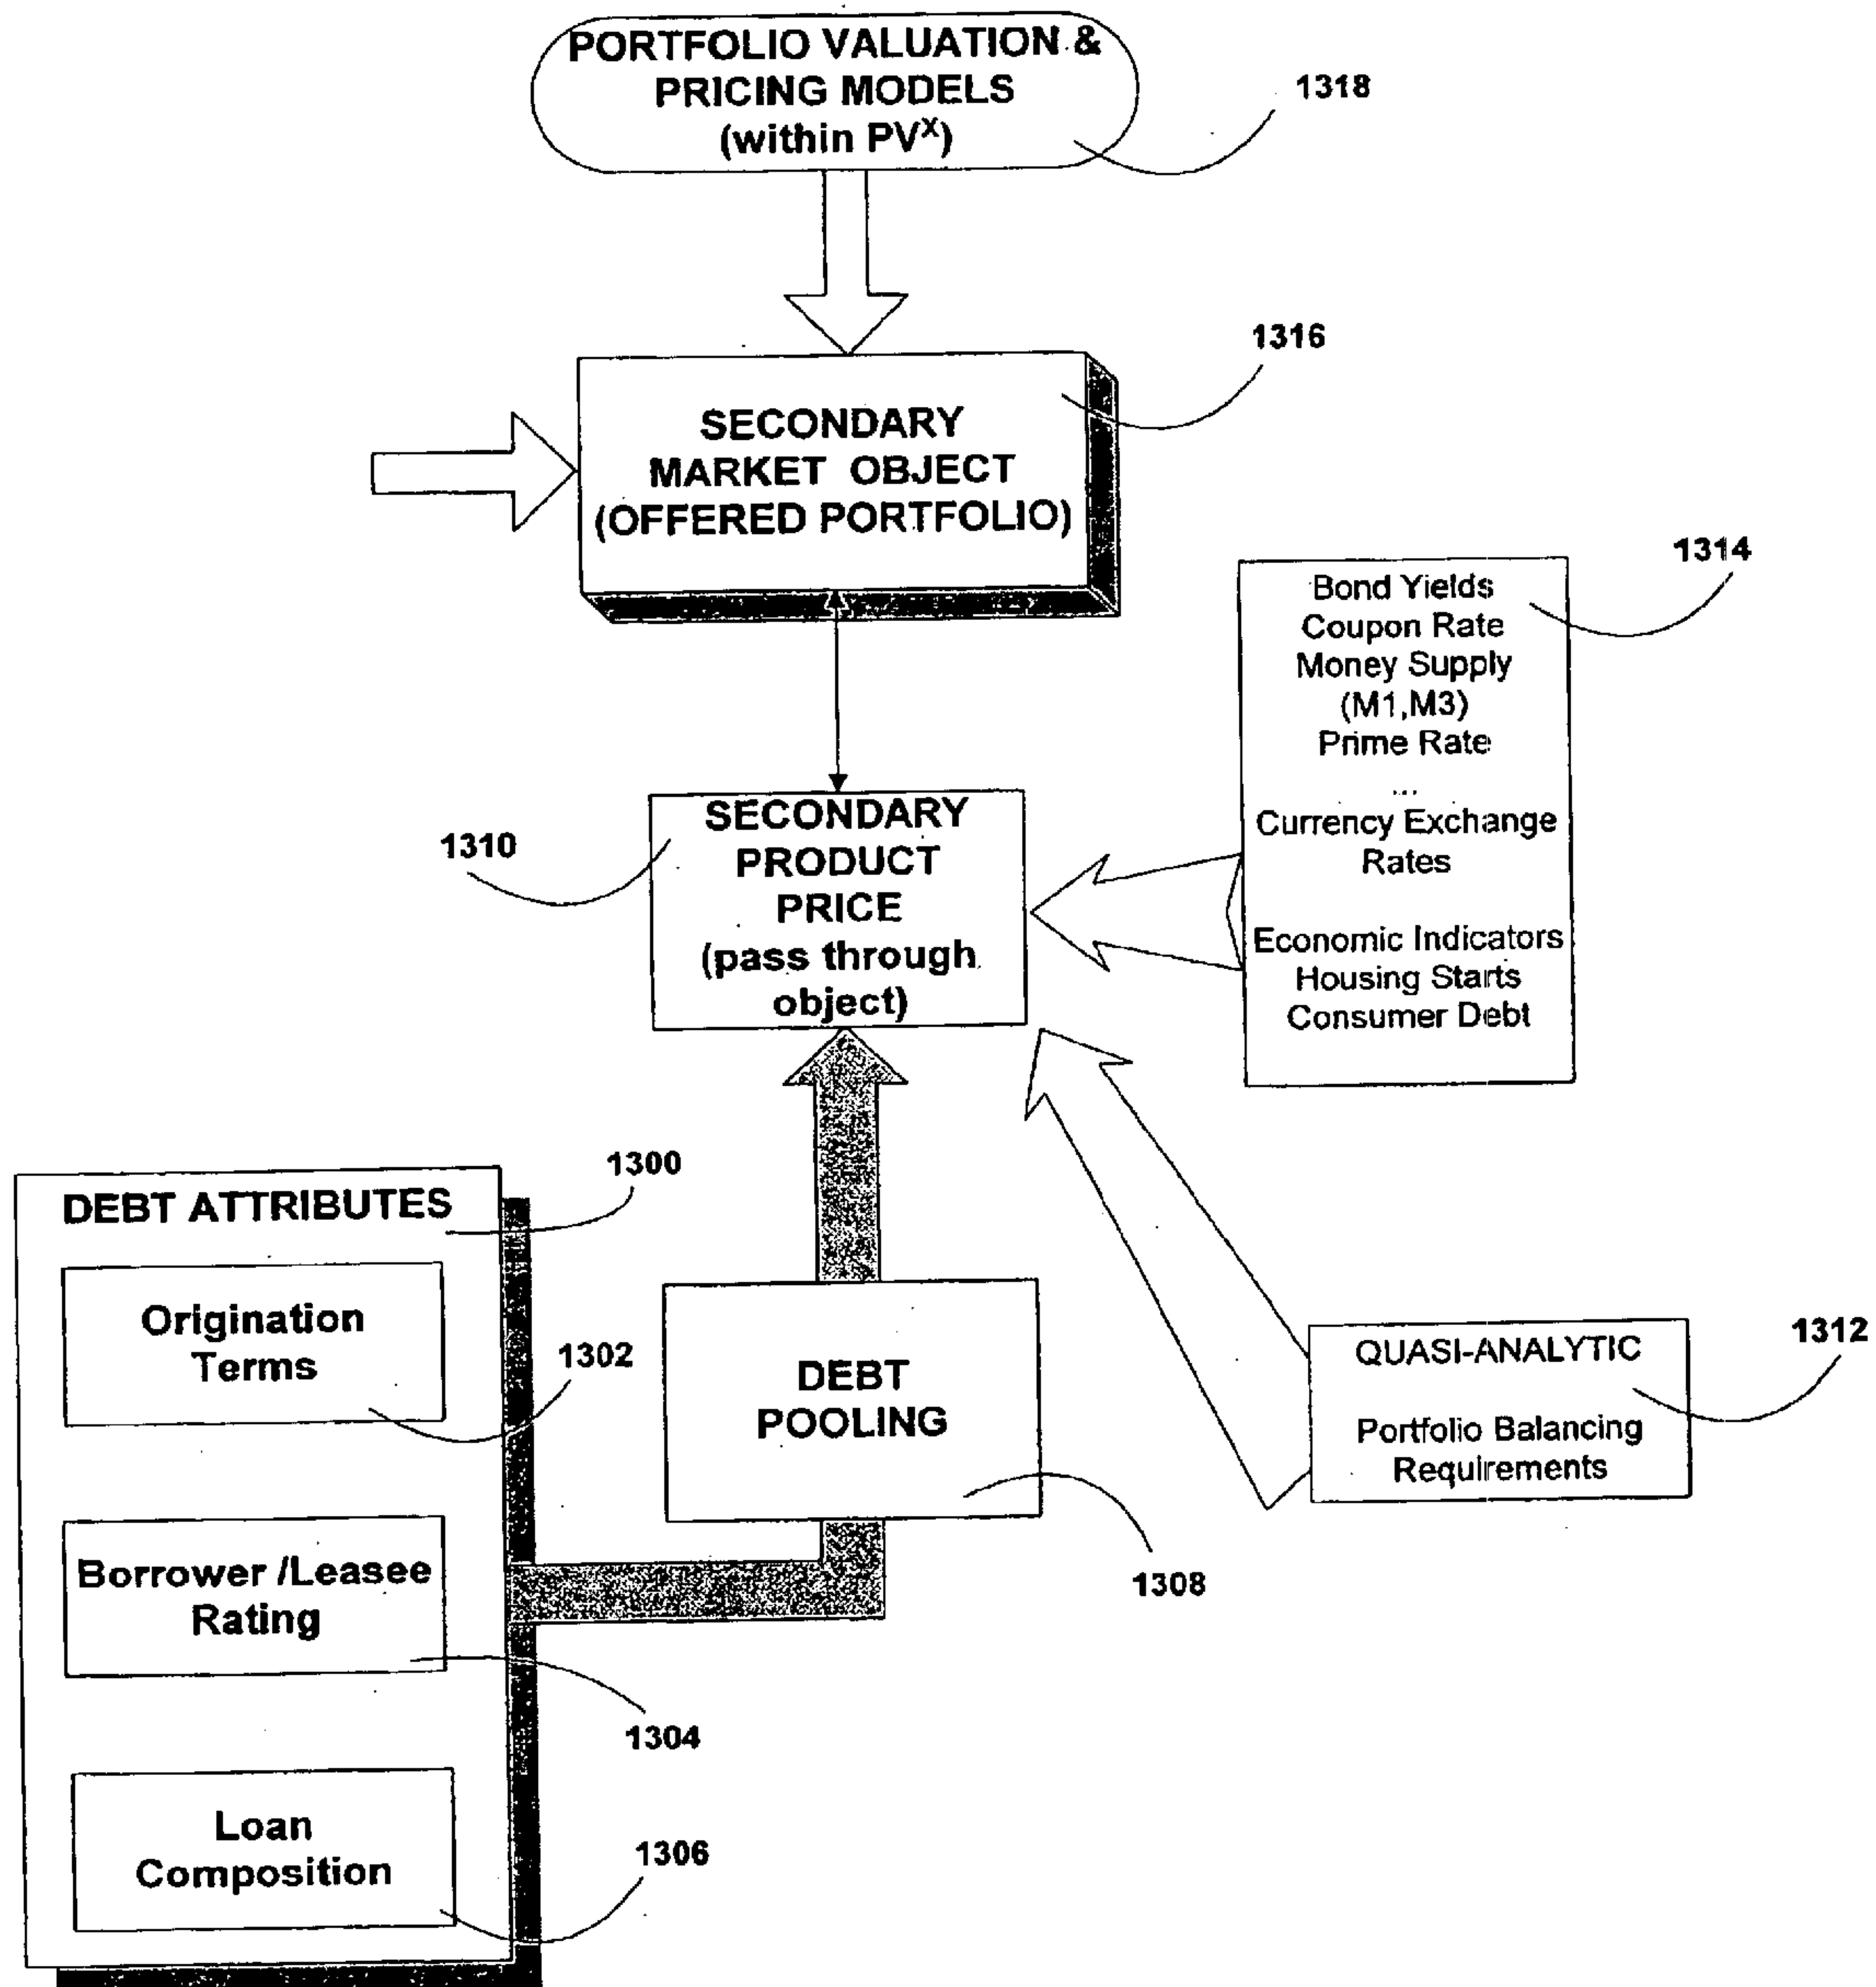 PORTFOLIO VALUATION &
PRICING MODELS
(within PVX)
1318
1316
SECONDARY
MARKET OBJECT
(OFFERED PORTFOLIO)
1314
Bond Yields
Coupon Rate
Money Supply
(M1,M3)
Prime Rate
...
Currency Exchange
Rates
Economic Indicators
Housing Starts
Consumer Debt
1310
SECONDARY
PRODUCT
PRICE
(pass through
object)
1300
DEBT ATTRIBUTES
Origination
Terms
1302
Borrower /Leasee
Rating
1304
Loan
Composition
1306
DEBT
POOLING
1308
1312
QUASI-ANALYTIC
Portfolio Balancing
Requirements